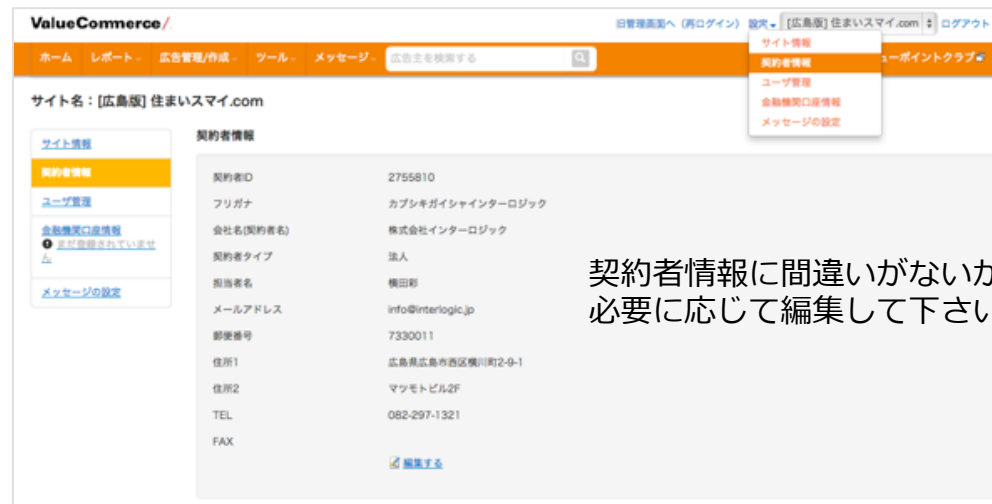 ValueCommerce/
旧管理画面へ（再ログイン） 設定 [広島版] 住まいスマイ.com ログアウト
ホーム レポート 広告管理/作成 ツール メッセージ 広告主を検索する ューポイントクラブ
サイト情報
契約者情報
ユーザ管理
金融機関口座情報
メッセージの設定
サイト名：[広島版] 住まいスマイ.com
サイト情報
契約者情報
ユーザ管理
金融機関口座情報
まだ登録されていませ
ん
メッセージの設定
契約者情報
契約者ID 2755810
フリガナ カブシキガイシャインターロジック
会社名(契約者名) 株式会社インターロジック
契約者タイプ 法人
担当者名 横田彩
メールアドレス info@interlogic.jp
郵便番号 7330011
住所1 広島県広島市西区横川町2-9-1
住所2 マツモトビル2F
TEL 082-297-1321
FAX
編集する
契約者情報に間違いがないか
必要に応じて編集して下さい